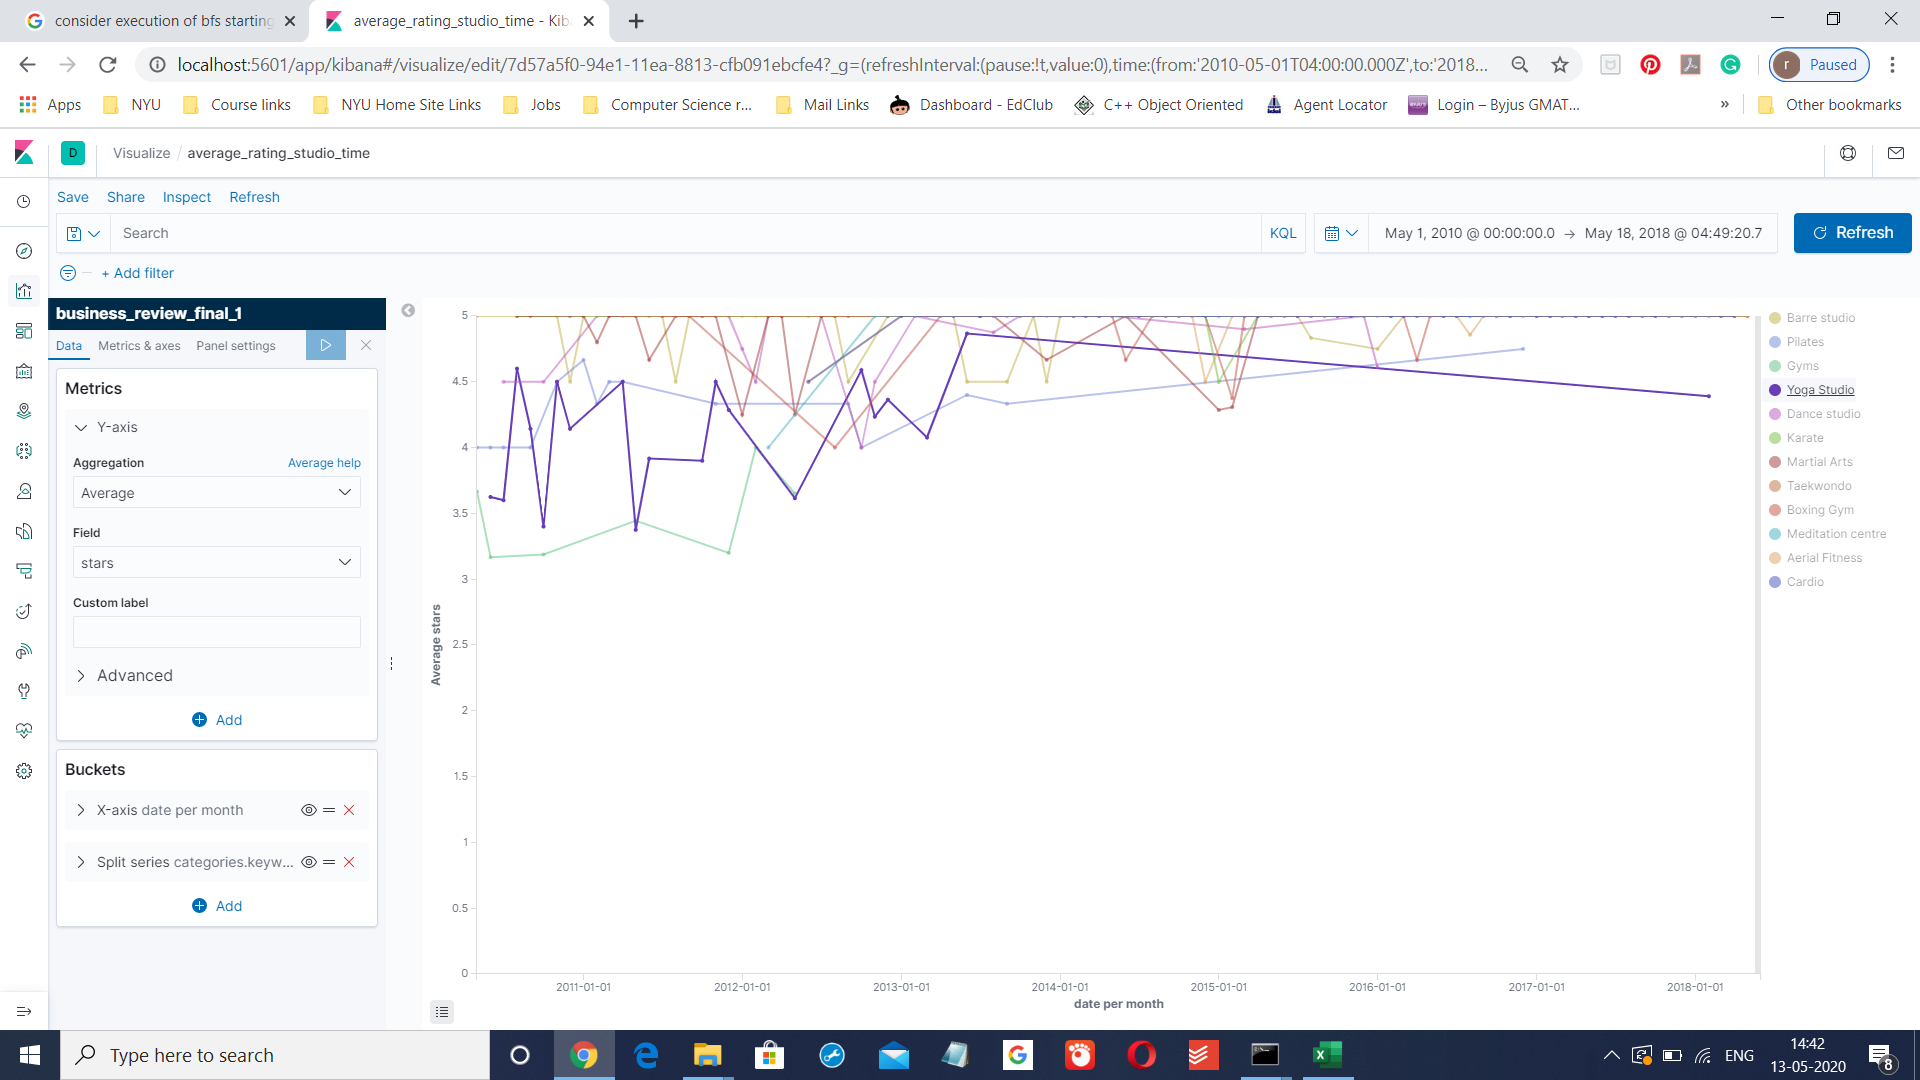 consider execution of bfs starting
average_rating_studio_time - Kib
localhost:5601/app/kibana#/visualize/edit/7d57a5f0-94e1-11ea-8813-cfb091ebcfe4?_g=(refreshInterval:(pause:!t,value:0),time:(from:'2010-05-01T04:00:00.000Z',to:'2018...
r Paused
Apps NYU Course links NYU Home Site Links Jobs Computer Science r... Mail Links Dashboard - EdClub C++ Object Oriented Agent Locator Login – Byjus GMAT... » Other bookmarks
D Visualize / average_rating_studio_time
Save Share Inspect Refresh
Search KQL May 1, 2010 @ 00:00:00.0 → May 18, 2018 @ 04:49:20.7 Refresh
+ Add filter
business_review_final_1
Data Metrics & axes Panel settings
Metrics
Y-axis
Aggregation Average help
Average
Field
stars
Custom label
Advanced
Add
Buckets
X-axis date per month
Split series categories.keyw...
Add
Average stars
5
4.5
4
3.5
3
2.5
2
1.5
1
0.5
0
2011-01-01 2012-01-01 2013-01-01 2014-01-01 2015-01-01 2016-01-01 2017-01-01 2018-01-01
date per month
Barre studio
Pilates
Gyms
Yoga Studio
Dance studio
Karate
Martial Arts
Taekwondo
Boxing Gym
Meditation centre
Aerial Fitness
Cardio
Type here to search
ENG
14:42
13-05-2020
8